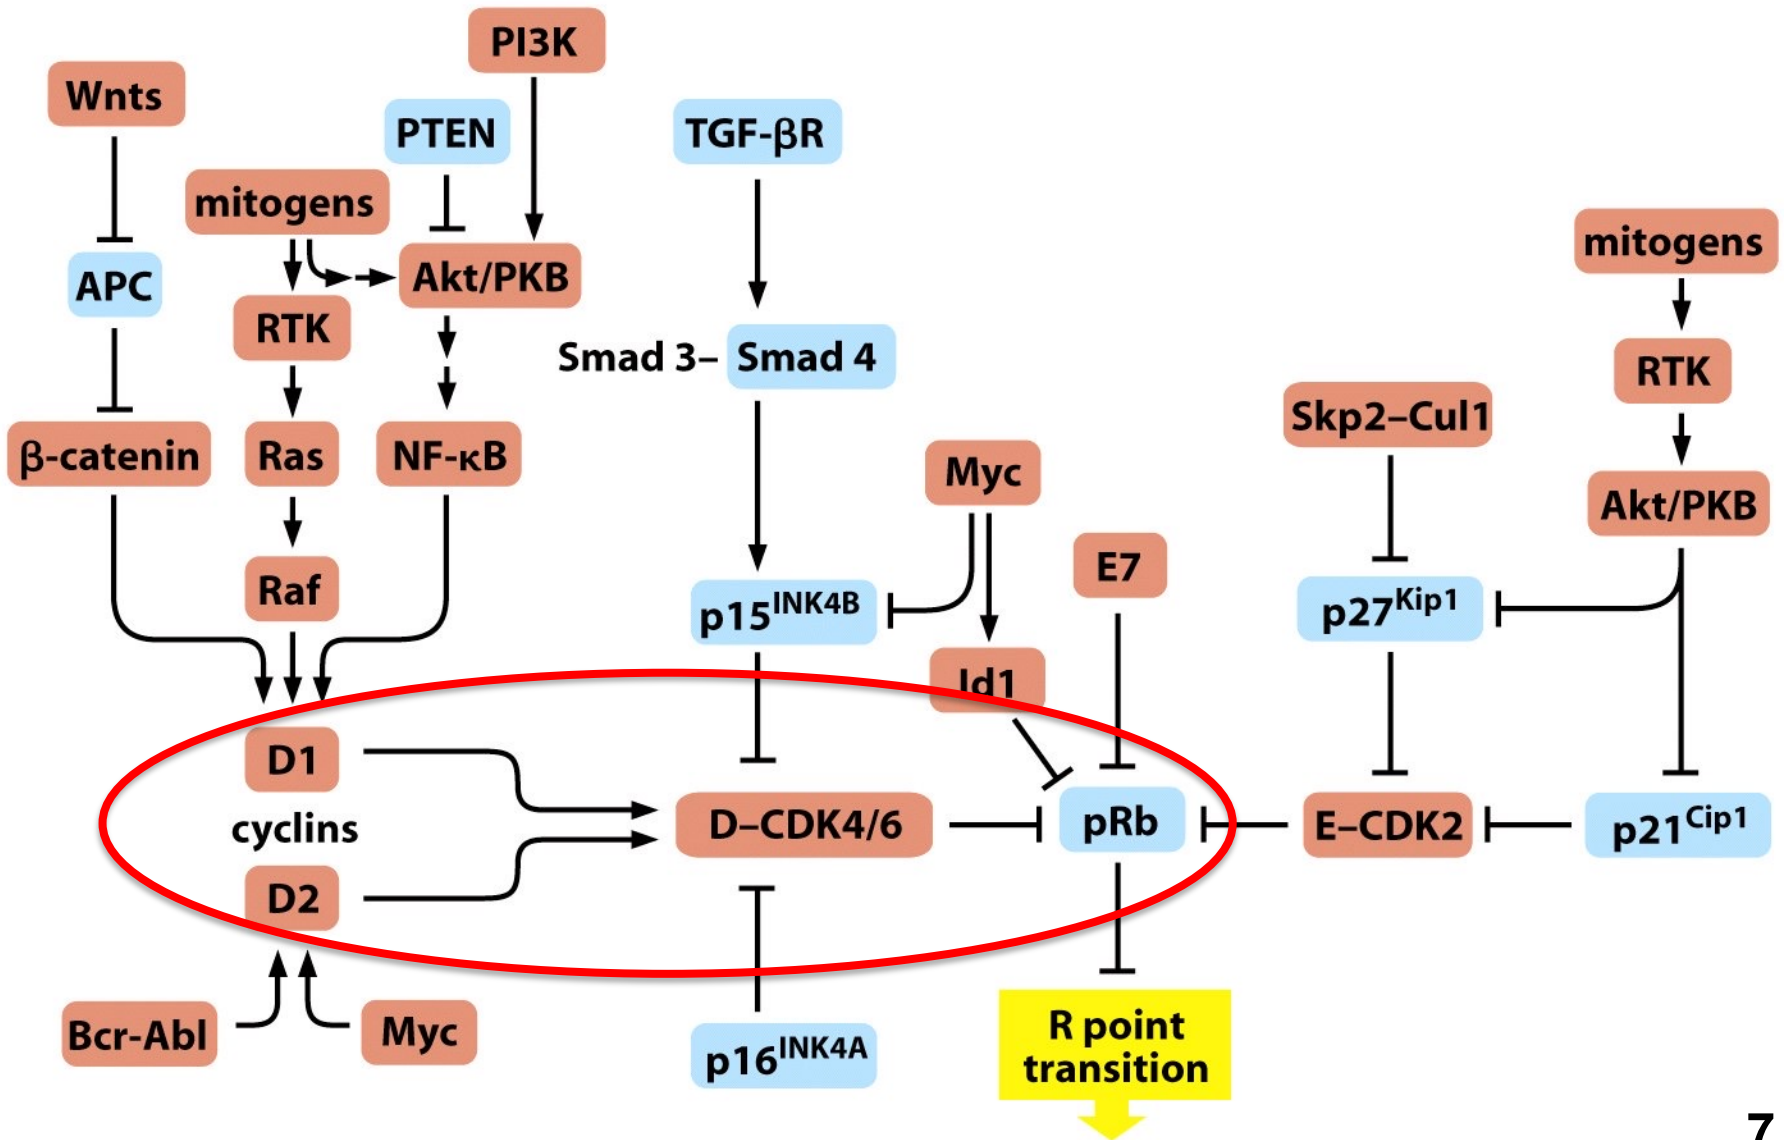 PI3K
Wnts
PTEN
TGF-βR
mitogens
mitogens
APC
Akt/PKB
RTK
Smad 3– Smad 4
RTK
Skp2–Cul1
β-catenin
Ras
NF-κB
Myc
Akt/PKB
E7
Raf
p15INK4B
p27Kip1
Id1
D1
cyclins
D–CDK4/6
pRb
E–CDK2
p21Cip1
D2
Bcr-Abl
Myc
p16INK4A
R point
transition
7